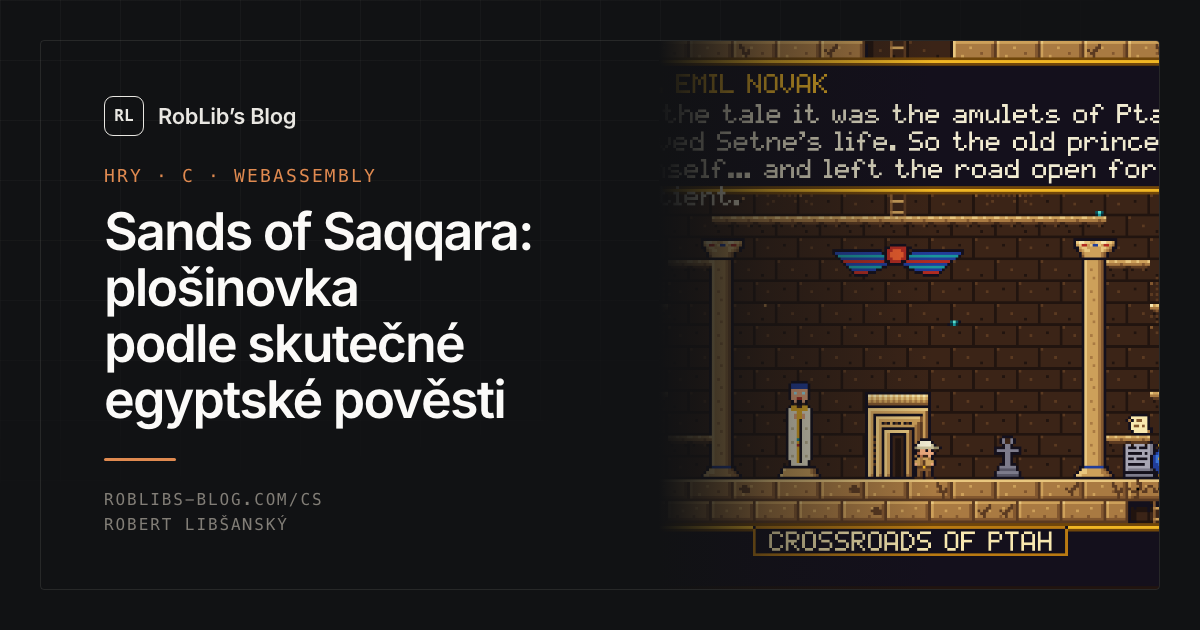 RL RobLib’s Blog
HRY · C · WEBASSEMBLY
Sands of Saqqara:
plošinovka
podle skutečné
egyptské pověsti
ROBLIBS-BLOG.COM/CS
ROBERT LIBŠANSKÝ
EMIL NOVAK
the tale it was the amulets of
Setne’s life. So the old prince
and left the road open for
CROSSROADS OF PTAH